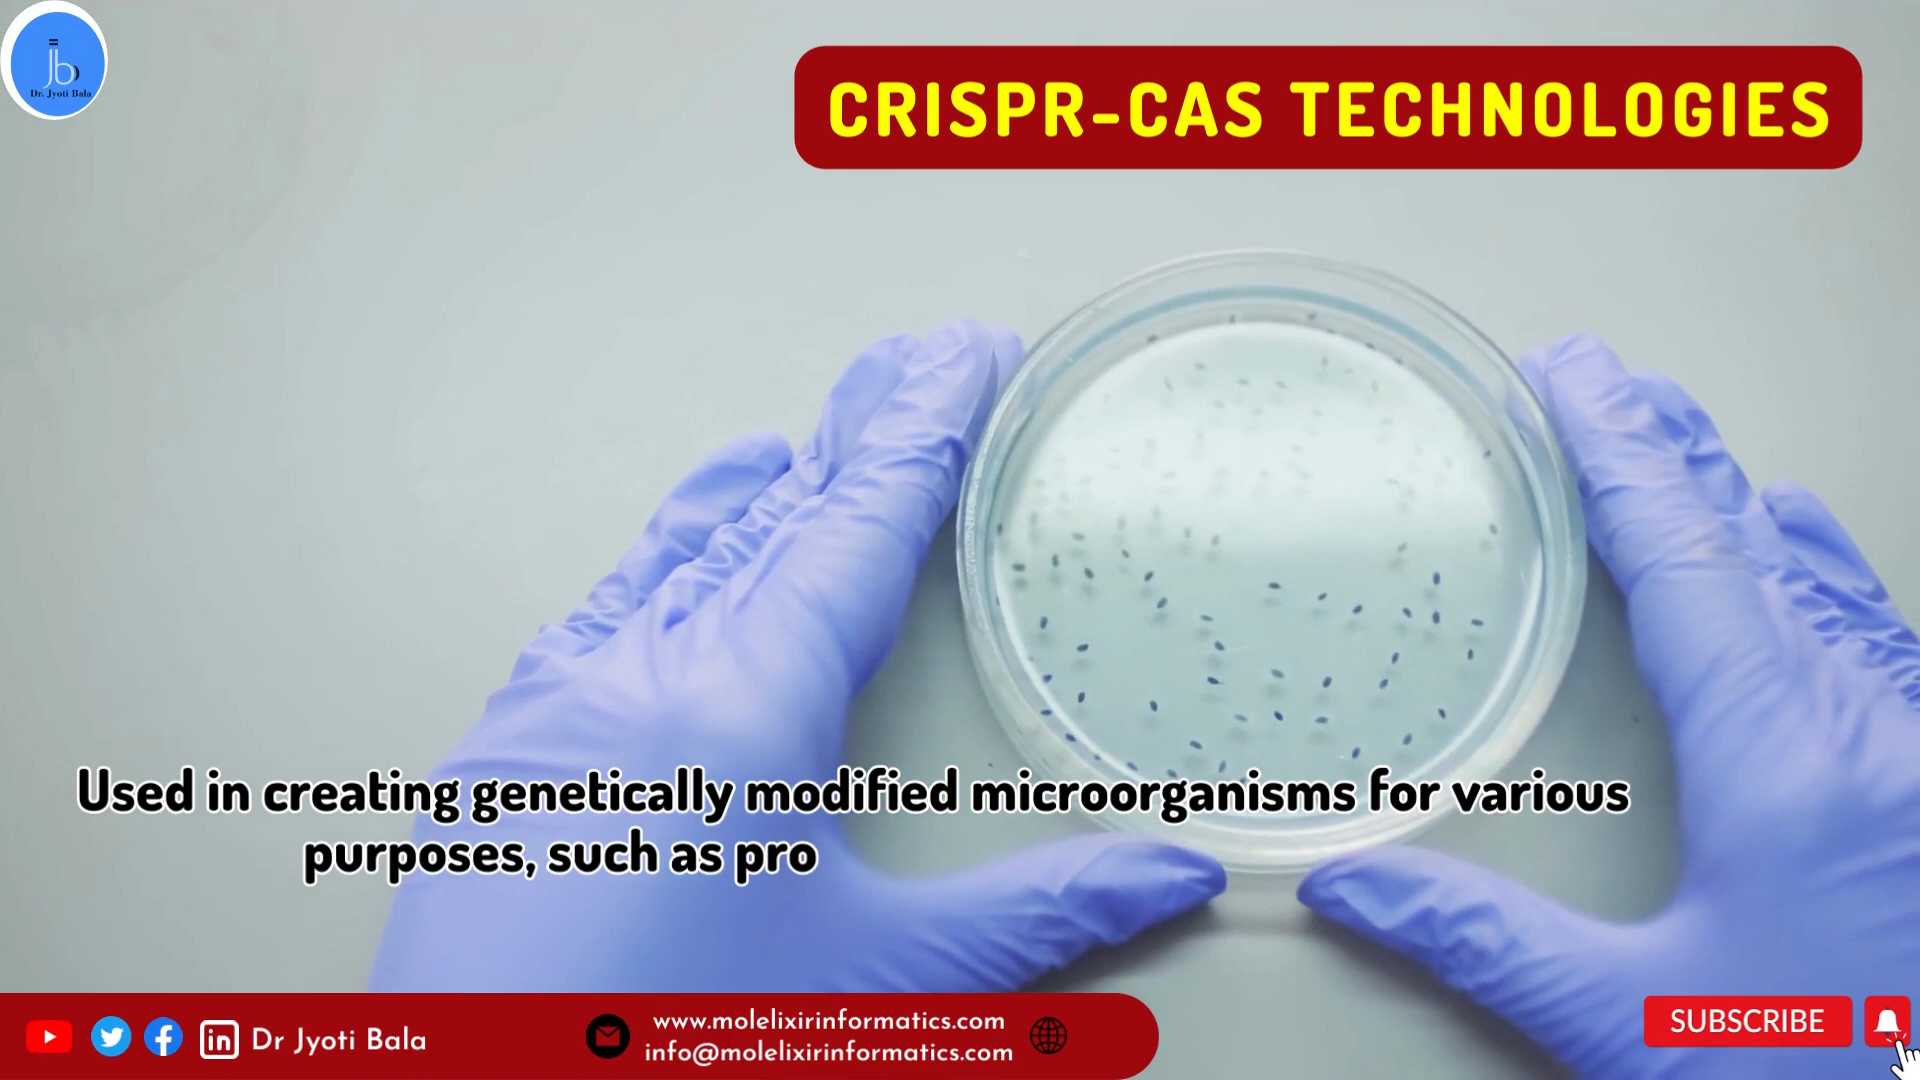 Dr. Jyoti Bala
CRISPR-CAS TECHNOLOGIES
Used in creating genetically modified microorganisms for various
purposes, such as pro
Dr Jyoti Bala
www.molelixirinformatics.com
info@molelixirinformatics.com
SUBSCRIBE